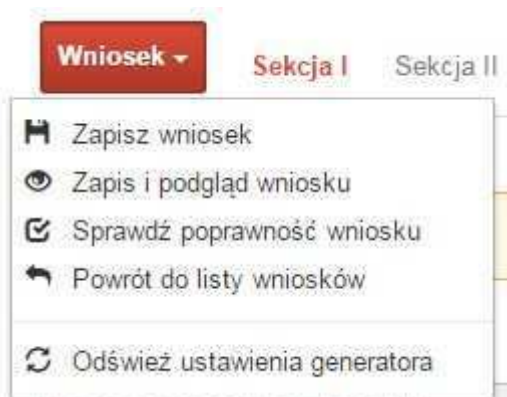 Wniosek Sekcja I Sekcja II
Zapisz wniosek
Zapis i podgląd wniosku
Sprawdź poprawność wniosku
Powrót do listy wniosków
Odśwież ustawienia generatora